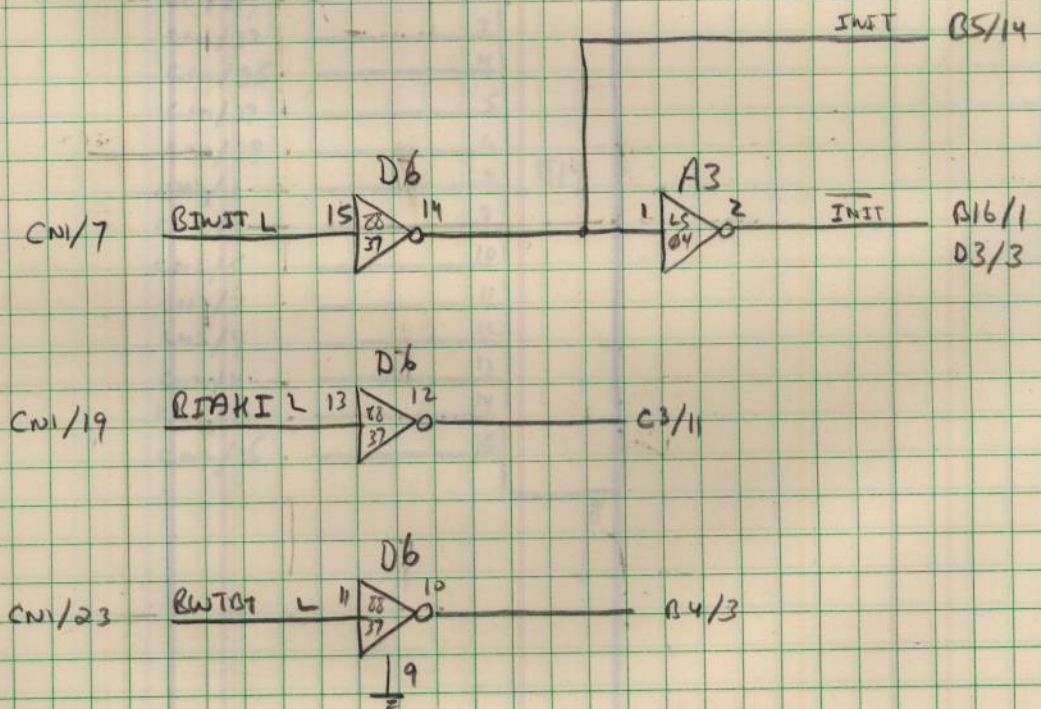 INIT B5/14
D6 A3
CN1/7 BINIT L 15 88 37 14 1 LS 04 2 INIT B16/1
D3/3
D6
CN1/19 BIAKI L 13 88 37 12 C3/11
D6
CN1/23 BWTBT L 11 88 37 10 B4/3
9